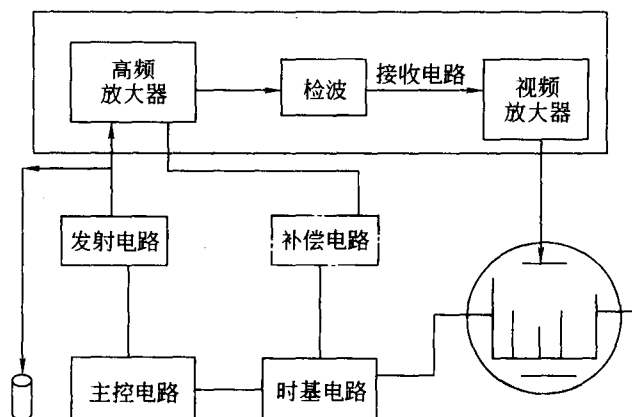 高频
放大器
检波
接收电路
视频
放大器
发射电路
补偿电路
主控电路
时基电路